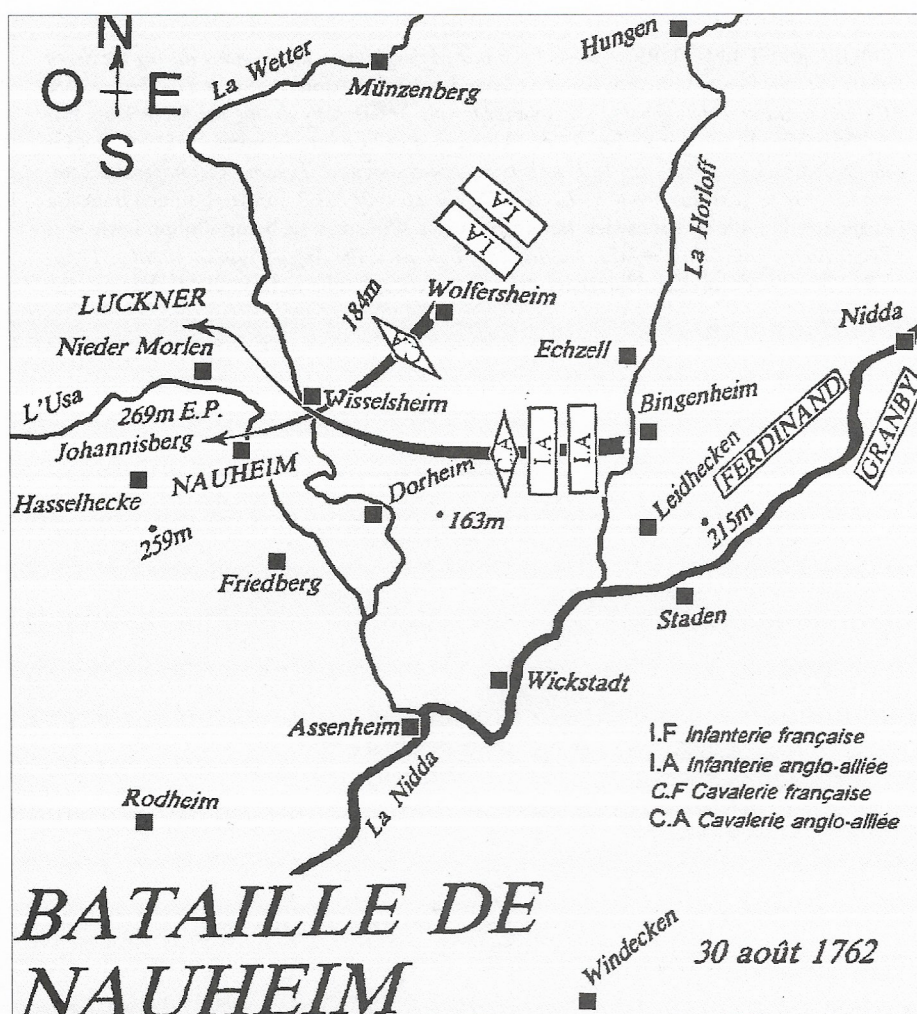 N
O E
S
La Wetter
Münzenberg
Hungen
La Horloff
I.A
I.A
LUCKNER
Nieder Morlen
184m
Wolfersheim
C.A
Echzell
Nidda
L'Usa
269m E.P.
Johannisberg
Wisselsheim
Bingenheim
FERDINAND
GRANBY
NAUHEIM
C.A
I.A
I.A
Leidhecken
Hasselhecke
259m
Dorheim
163m
215m
Friedberg
Staden
Wickstadt
Assenheim
La Nidda
Rodheim
I.F Infanterie française
I.A Infanterie anglo-alliée
C.F Cavalerie française
C.A Cavalerie anglo-alliée
BATAILLE DE
NAUHEIM
Windecken
30 août 1762